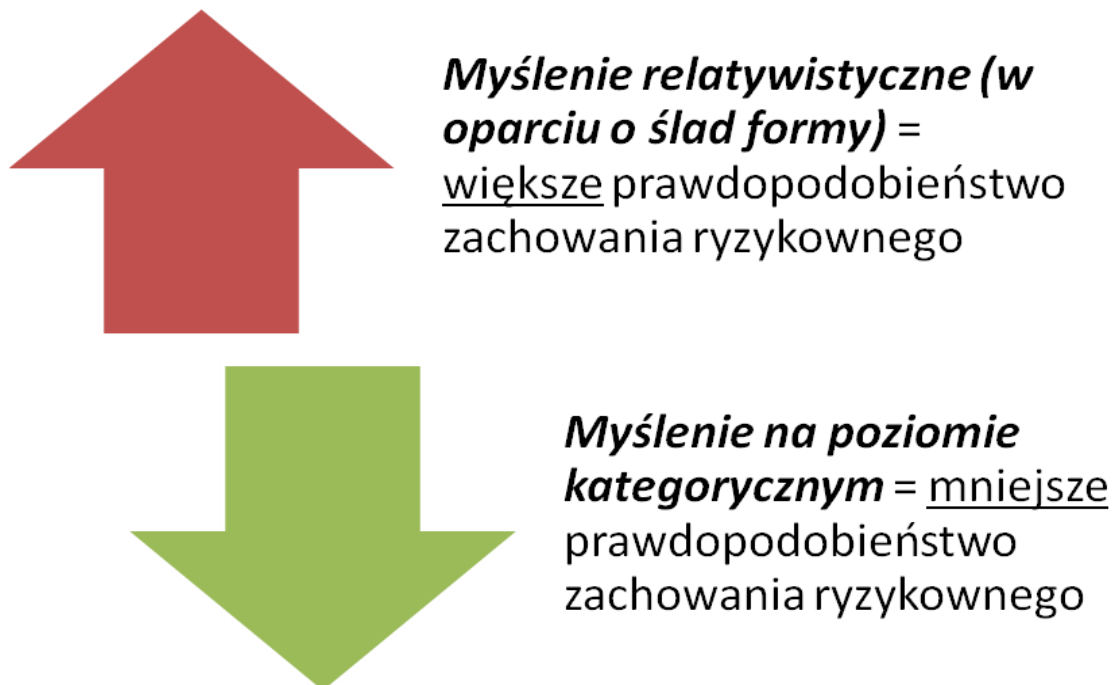 Myślenie relatywistyczne (w
oparciu o ślad formy) =
większe prawdopodobieństwo
zachowania ryzykownego
Myślenie na poziomie
kategorycznym = mniejsze
prawdopodobieństwo
zachowania ryzykownego